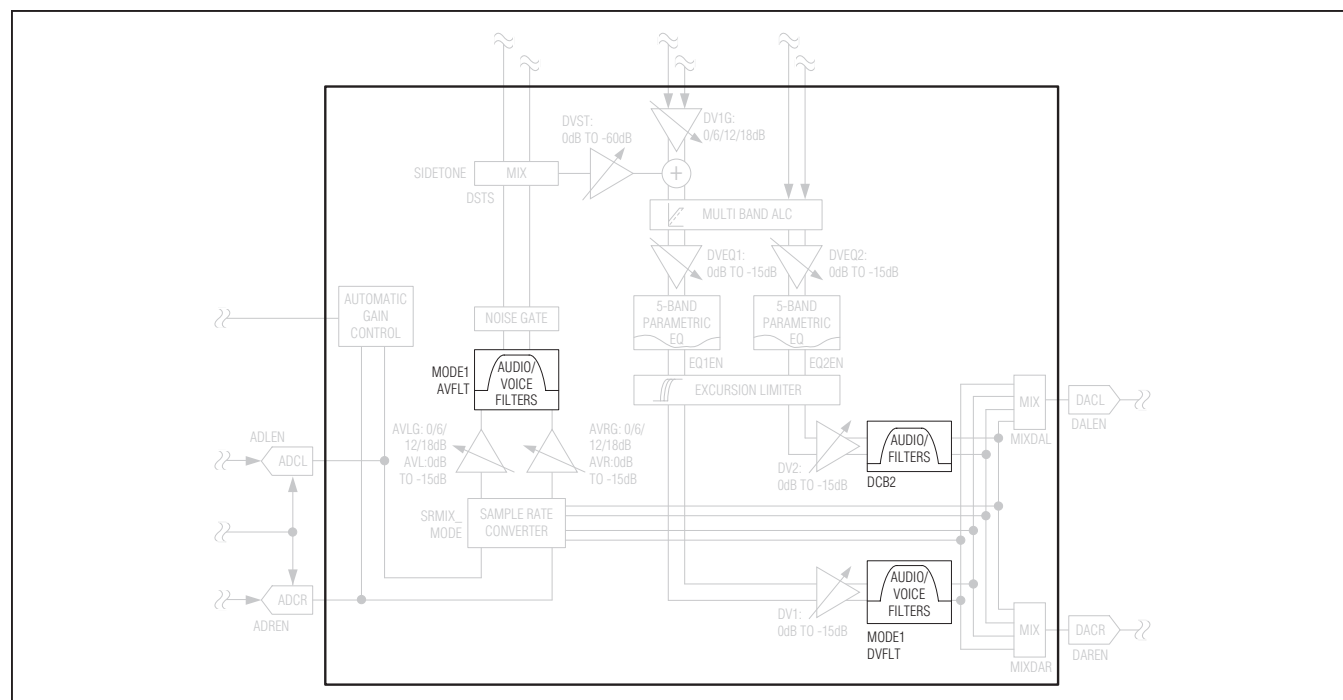 DVST:
0dB TO -60dB
DV1G:
0/6/12/18dB
SIDETONE
MIX
DSTS
+
MULTI BAND ALC
DVEQ1:
0dB TO -15dB
DVEQ2:
0dB TO -15dB
AUTOMATIC
GAIN
CONTROL
NOISE GATE
5-BAND
PARAMETRIC
EQ
5-BAND
PARAMETRIC
EQ
EQ1EN
EQ2EN
MODE1
AVFLT
AUDIO/
VOICE
FILTERS
EXCURSION LIMITER
MIX
DACL
DALEN
MIXDAL
AVLG: 0/6/
12/18dB
AVL:0dB
TO -15dB
AVRG: 0/6/
12/18dB
AVR:0dB
TO -15dB
ADLEN
ADCL
DV2:
0dB TO -15dB
AUDIO/
FILTERS
DCB2
SRMIX_
MODE
SAMPLE RATE
CONVERTER
ADCR
ADREN
DV1:
0dB TO -15dB
AUDIO/
VOICE
FILTERS
MODE1
DVFLT
MIX
DACR
DAREN
MIXDAR